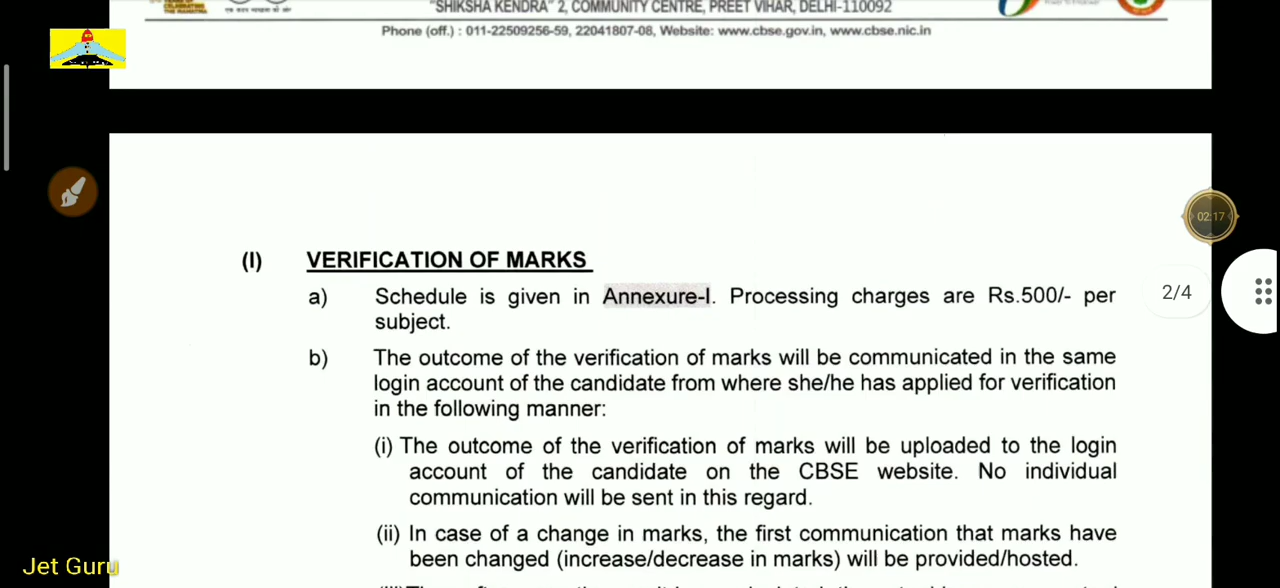 "SHIKSHA KENDRA" 2, COMMUNITY CENTRE, PREET VIHAR, DELHI-110092
Phone (off.) : 011-22509256-59, 22041807-08, Website: www.cbse.gov.in, www.cbse.nic.in
02:17
(I) VERIFICATION OF MARKS
a) Schedule is given in Annexure-I. Processing charges are Rs.500/- per
subject.
2/4
b) The outcome of the verification of marks will be communicated in the same
login account of the candidate from where she/he has applied for verification
in the following manner:
(i) The outcome of the verification of marks will be uploaded to the login
account of the candidate on the CBSE website. No individual
communication will be sent in this regard.
(ii) In case of a change in marks, the first communication that marks have
been changed (increase/decrease in marks) will be provided/hosted.
Jet Guru